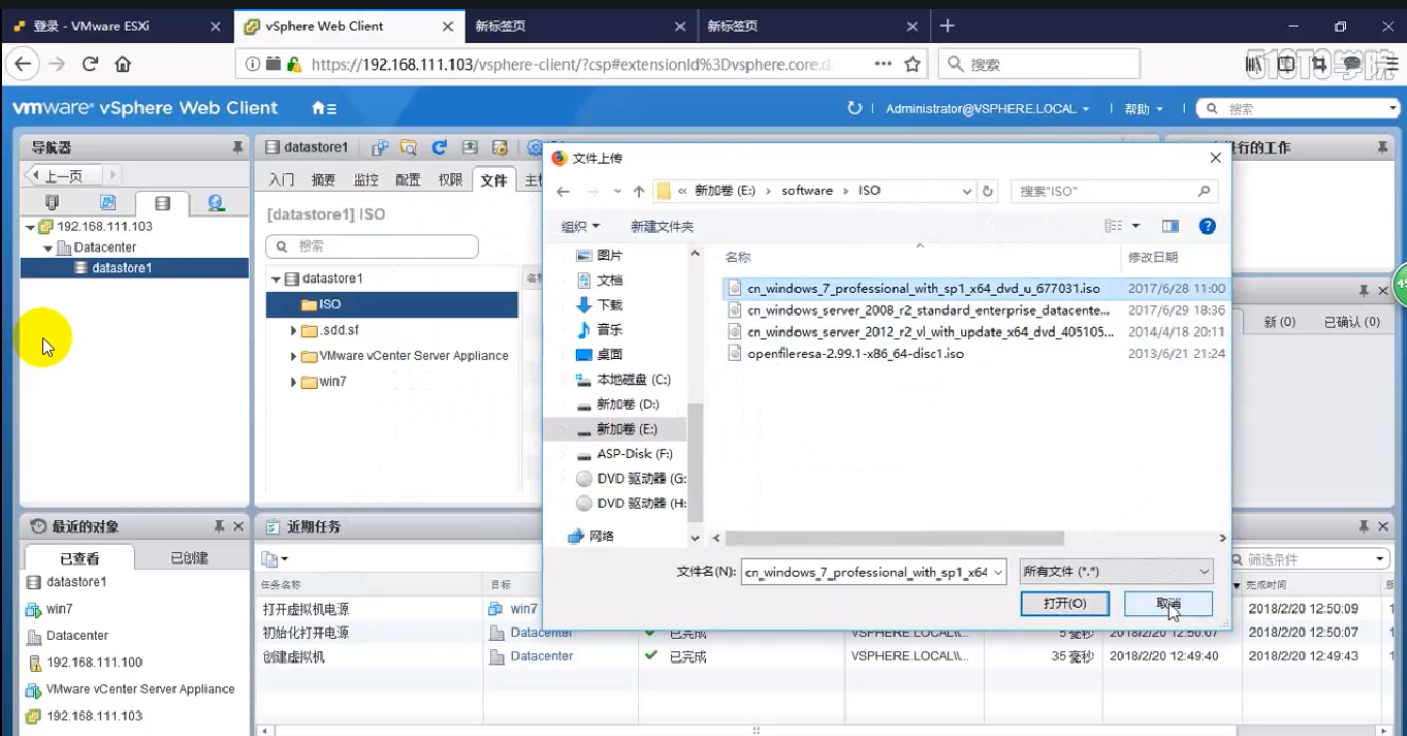 登录 - VMware ESXi
vSphere Web Client
新标签页
新标签页
https://192.168.111.103/vsphere-client/?csp#extensionId%3Dvsphere.core.d
搜索
51CTO学院
vmware® vSphere Web Client
Administrator@VSPHERE.LOCAL
帮助
搜索
导航器
上一页
192.168.111.103
Datacenter
datastore1
datastore1
入门 摘要 监控 配置 权限 文件
[datastore1] ISO
搜索
datastore1
ISO
.sdd.sf
VMware vCenter Server Appliance
win7
文件上传
« 新加卷 (E:) › software › ISO
搜索"ISO"
组织
新建文件夹
图片
文档
下载
音乐
桌面
本地磁盘 (C:)
新加卷 (D:)
新加卷 (E:)
ASP-Disk (F:)
DVD 驱动器 (G:
DVD 驱动器 (H:
网络
名称 修改日期
cn_windows_7_professional_with_sp1_x64_dvd_u_677031.iso 2017/6/28 11:00
cn_windows_server_2008_r2_standard_enterprise_datacente... 2017/6/29 18:36
cn_windows_server_2012_r2_vl_with_update_x64_dvd_405105... 2014/4/18 20:11
openfileresa-2.99.1-x86_64-disc1.iso 2013/6/21 21:24
文件名(N):
cn_windows_7_professional_with_sp1_x64
所有文件 (*.*)
打开(O)
取消
行的工作
新 (0) 已确认 (0)
最近的对象
已查看 已创建
datastore1
win7
Datacenter
192.168.111.100
VMware vCenter Server Appliance
192.168.111.103
近期任务
筛选条件
任务名称 目标 完成时间
打开虚拟机电源 win7 2018/2/20 12:50:09
初始化打开电源 Datacenter 已完成 VSPHERE.LOCAL\\... 5 毫秒 2018/2/20 12:50:07 2018/2/20 12:50:07
创建虚拟机 Datacenter 已完成 VSPHERE.LOCAL\\... 35 毫秒 2018/2/20 12:49:40 2018/2/20 12:49:43